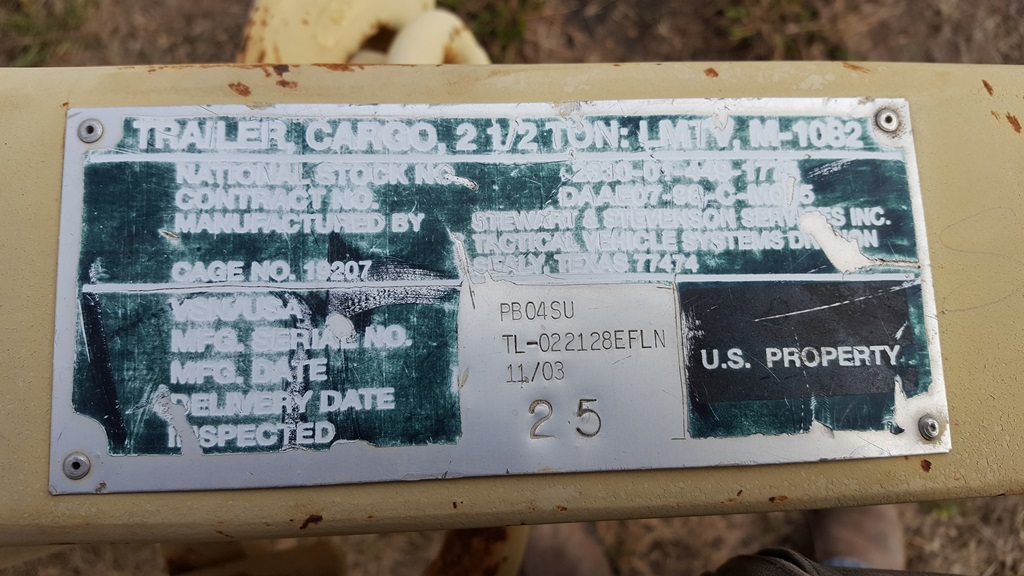 TRAILER, CARGO, 2 1/2 TON: LMTV, M-1082
NATIONAL STOCK NO.
CONTRACT NO.
MANUFACTURED BY STEWART & STEVENSON SERVICES INC.
TACTICAL VEHICLE SYSTEMS DIVISION
CAGE NO. 19207 SEALY, TEXAS 77474
VSN/USA PB04SU
MFG. SERIAL NO. TL-022128EFLN
MFG. DATE 11/03
DELIVERY DATE
INSPECTED 25
U.S. PROPERTY